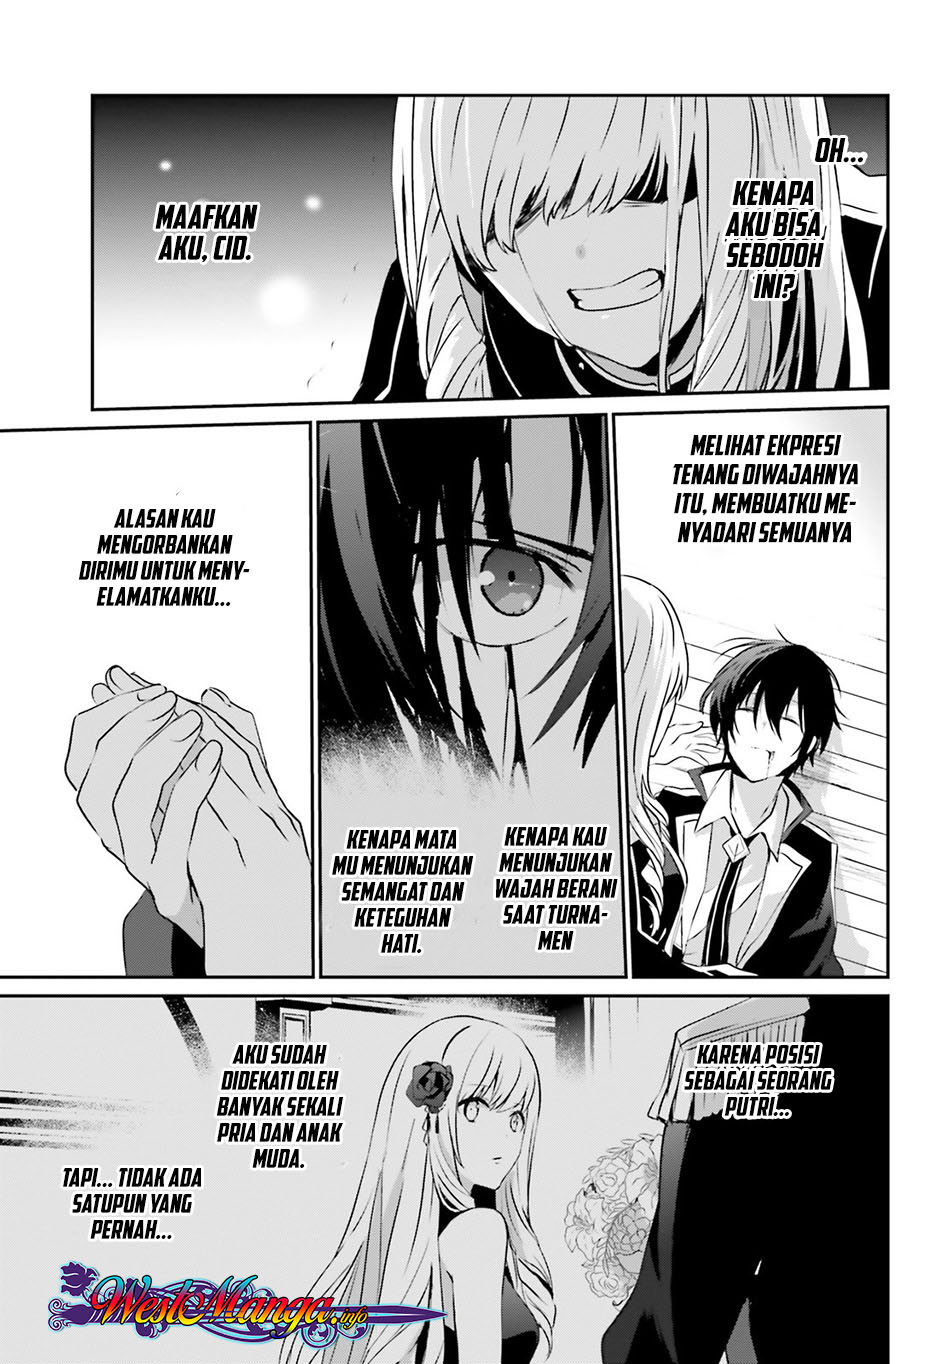 OH...
KENAPA
AKU BISA
SEBODOH
INI?
MAAFKAN
AKU, CID.
MELIHAT EKPRESI
TENANG DIWAJAHNYA
ITU, MEMBUATKU ME-
NYADARI SEMUANYA
KENAPA KAU
MENUNJUKAN
WAJAH BERANI
SAAT TURNA-
MEN
KENAPA MATA
MU MENUNJUKAN
SEMANGAT DAN
KETEGUHAN
HATI.
ALASAN KAU
MENGORBANKAN
DIRIMU UNTUK MENY-
ELAMATKANKU...
KARENA POSISI
SEBAGAI SEORANG
PUTRI...
AKU SUDAH
DIDEKATI OLEH
BANYAK SEKALI
PRIA DAN ANAK
MUDA.
TAPI... TIDAK ADA
SATUPUN YANG
PERNAH...
WESTMANGA.info